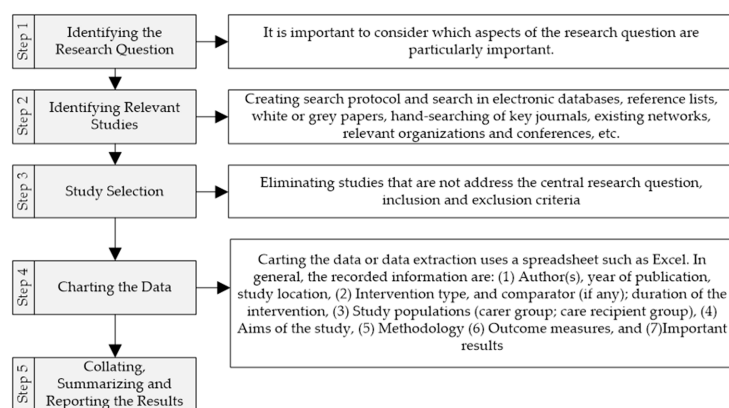 Step 1
Identifying the
Research Question
It is important to consider which aspects of the research question are
particularly important.
Step 2
Identifying Relevant
Studies
Creating search protocol and search in electronic databases, reference lists,
white or grey papers, hand-searching of key journals, existing networks,
relevant organizations and conferences, etc.
Step 3
Study Selection
Eliminating studies that are not address the central research question,
inclusion and exclusion criteria
Step 4
Charting the Data
Carting the data or data extraction uses a spreadsheet such as Excel. In
general, the recorded information are: (1) Author(s), year of publication,
study location, (2) Intervention type, and comparator (if any); duration of the
intervention, (3) Study populations (carer group; care recipient group), (4)
Aims of the study, (5) Methodology (6) Outcome measures, and (7)Important
results
Step 5
Collating,
Summarizing and
Reporting the Results